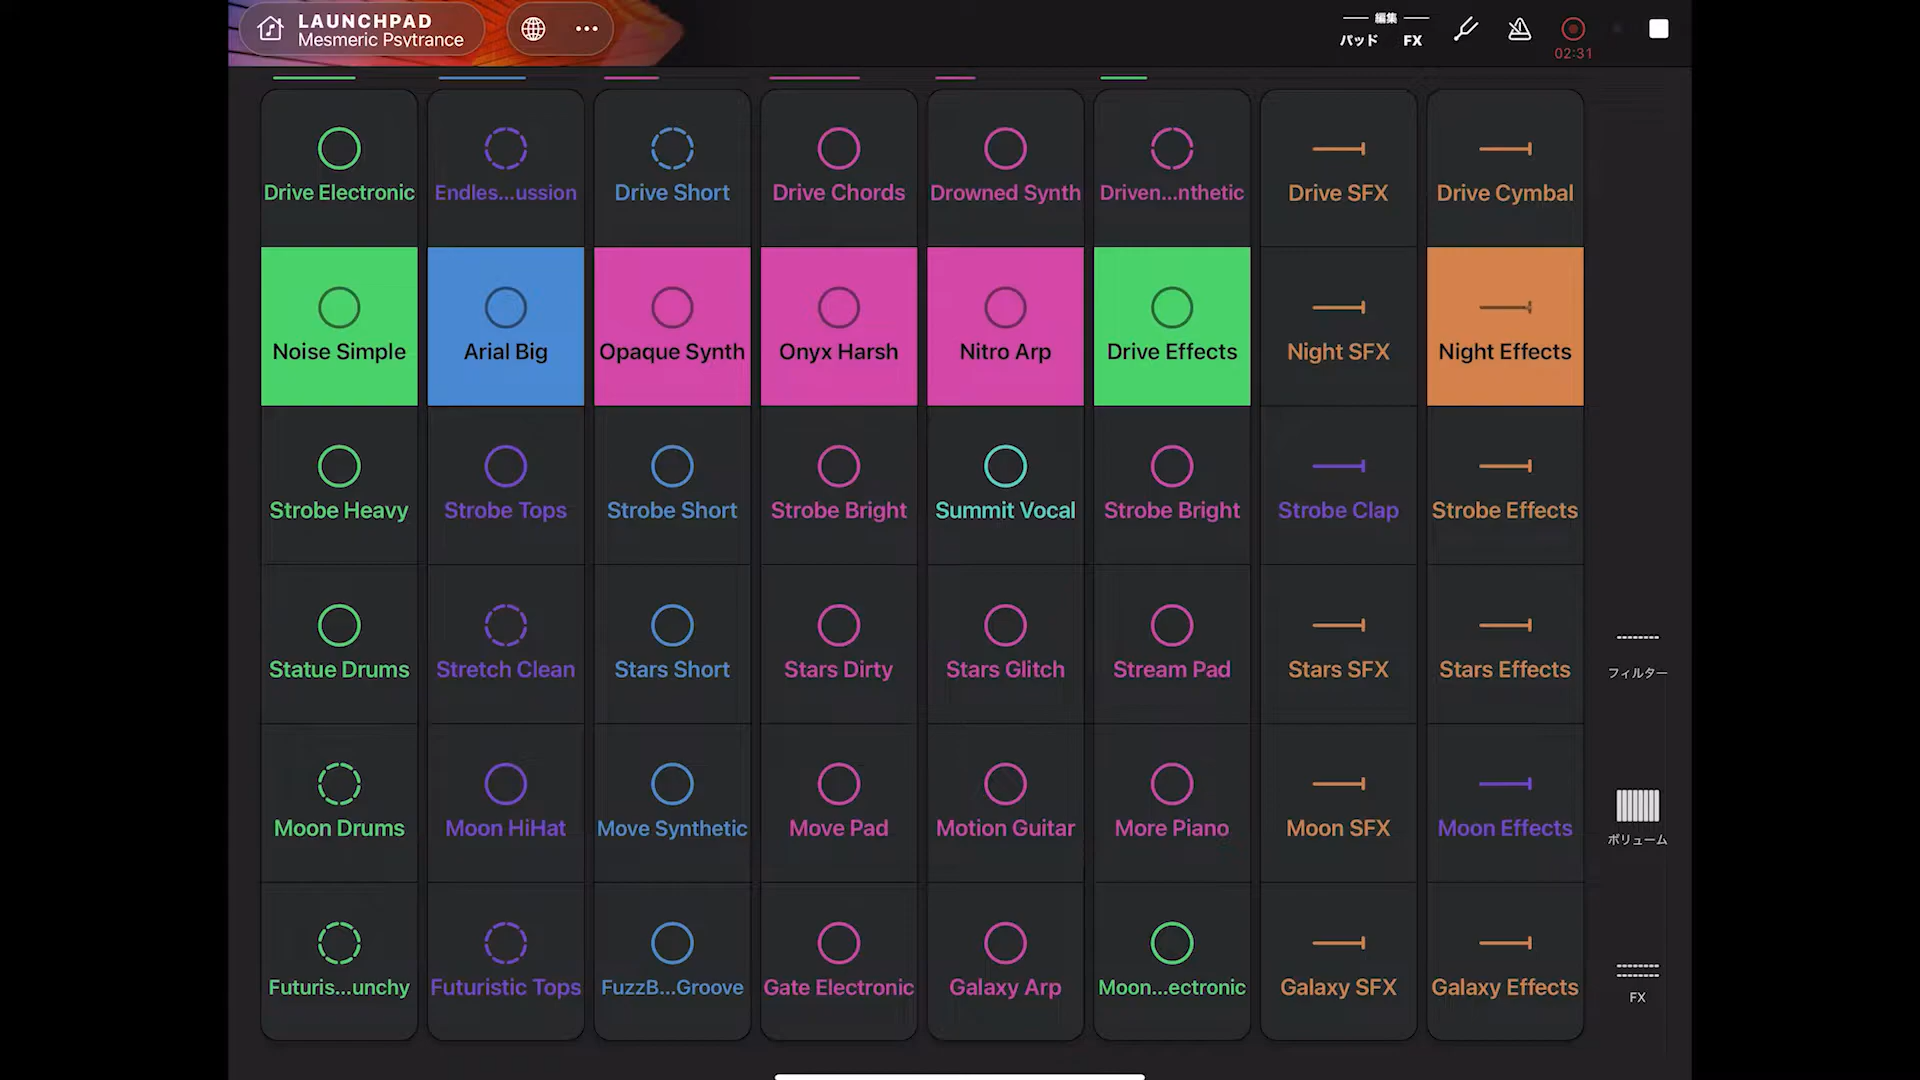 LAUNCHPAD
Mesmeric Psytrance
編集
パッド FX
02:31
Drive Electronic
Endles...ussion
Drive Short
Drive Chords
Drowned Synth
Driven...nthetic
Drive SFX
Drive Cymbal
Noise Simple
Arial Big
Opaque Synth
Onyx Harsh
Nitro Arp
Drive Effects
Night SFX
Night Effects
Strobe Heavy
Strobe Tops
Strobe Short
Strobe Bright
Summit Vocal
Strobe Bright
Strobe Clap
Strobe Effects
Statue Drums
Stretch Clean
Stars Short
Stars Dirty
Stars Glitch
Stream Pad
Stars SFX
Stars Effects
フィルター
Moon Drums
Moon HiHat
Move Synthetic
Move Pad
Motion Guitar
More Piano
Moon SFX
Moon Effects
ボリューム
Futuris...unchy
Futuristic Tops
FuzzB...Groove
Gate Electronic
Galaxy Arp
Moon...ectronic
Galaxy SFX
Galaxy Effects
FX